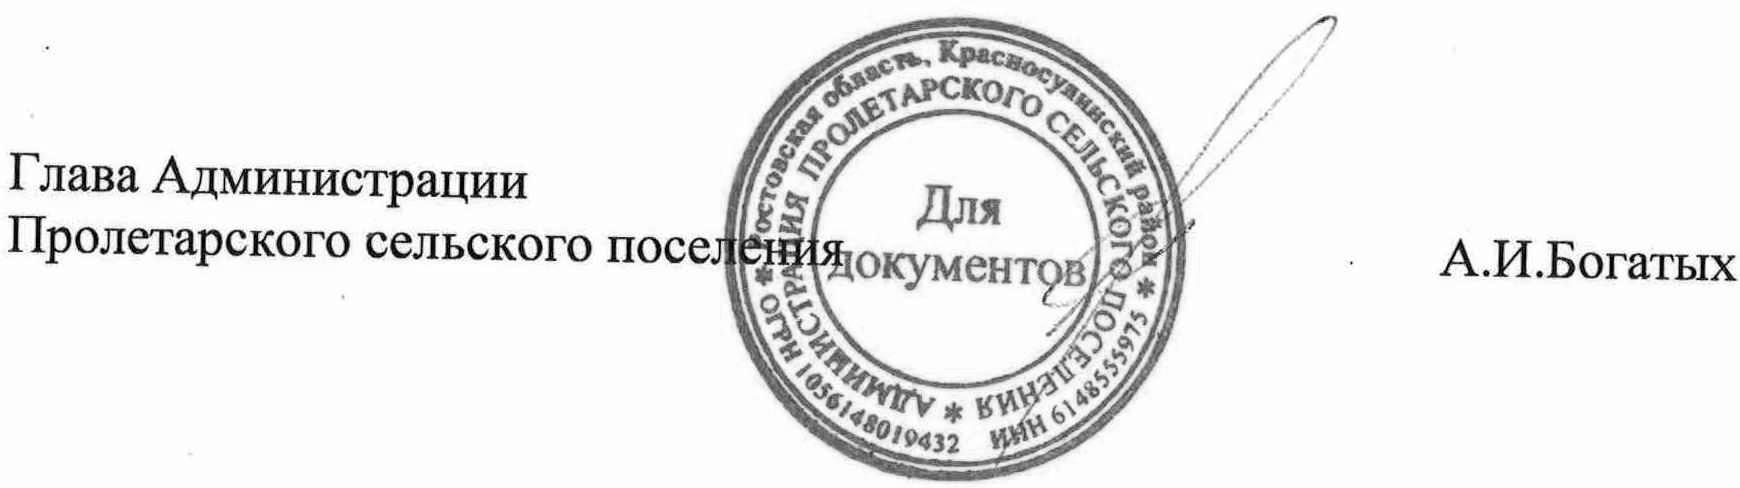 Глава Администрации
Пролетарского сельского поселения
А.И.Богатых
* Ростовская область, Красносулинский район *
ОГРН 1056148019432 ИНН 6148555975
АДМИНИСТРАЦИЯ ПРОЛЕТАРСКОГО СЕЛЬСКОГО ПОСЕЛЕНИЯ *
Для
документов